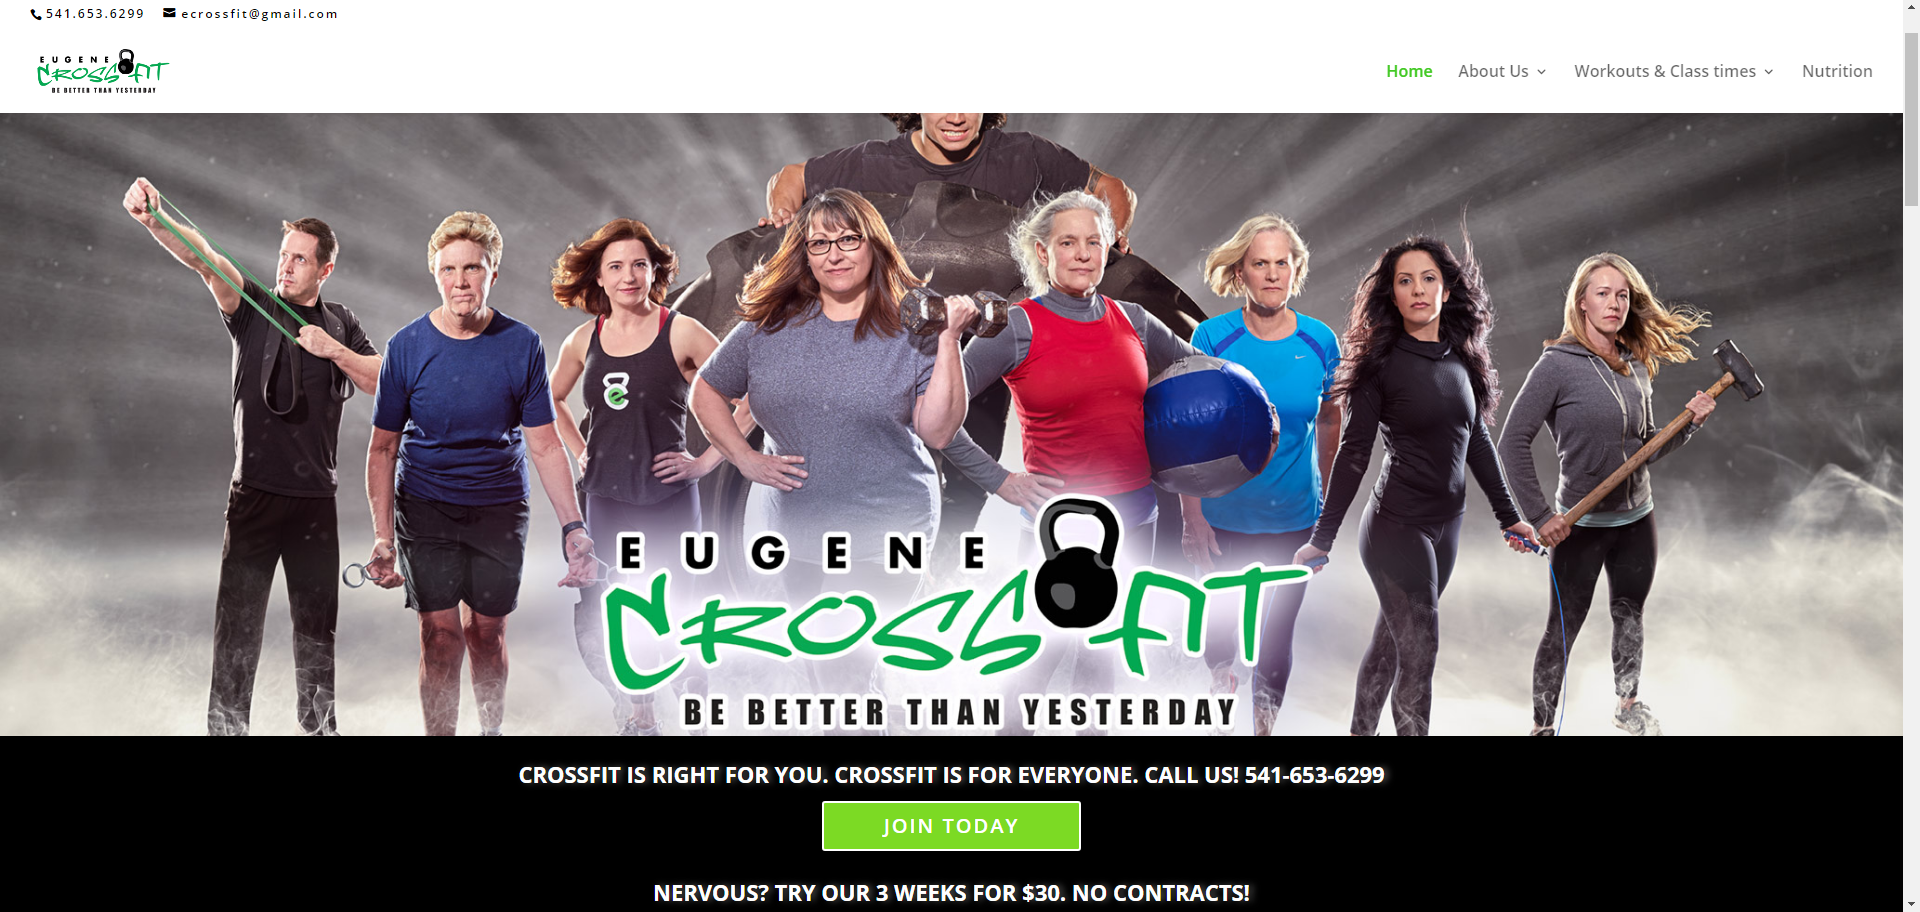 541.653.6299
ecrossfit@gmail.com
EUGENE
CROSSFIT
BE BETTER THAN YESTERDAY
Home
About Us
Workouts & Class times
Nutrition
e
EUGENE
CROSSFIT
BE BETTER THAN YESTERDAY
CROSSFIT IS RIGHT FOR YOU. CROSSFIT IS FOR EVERYONE. CALL US! 541-653-6299
JOIN TODAY
NERVOUS? TRY OUR 3 WEEKS FOR $30. NO CONTRACTS!